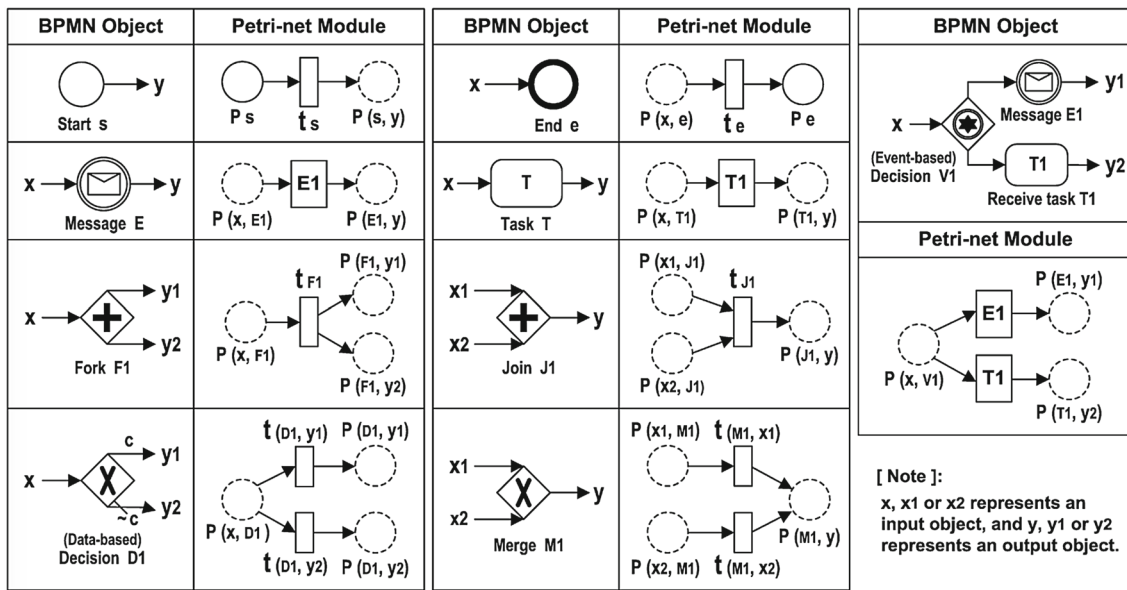 BPMN Object
Petri-net Module
x
y
Start s
P s
t s
P (s, y)
x
y
Message E
E1
P (x, E1)
P (E1, y)
x
y1
y2
Fork F1
t F1
P (F1, y1)
P (x, F1)
P (F1, y2)
x
c
y1
~c
y2
(Data-based)
Decision D1
t (D1, y1)
P (D1, y1)
P (x, D1)
t (D1, y2)
P (D1, y2)
BPMN Object
Petri-net Module
x
End e
P (x, e)
t e
P e
x
T
y
Task T
T1
P (x, T1)
P (T1, y)
x1
x2
y
Join J1
P (x1, J1)
t J1
P (J1, y)
P (x2, J1)
x1
x2
y
Merge M1
P (x1, M1)
t (M1, x1)
P (M1, y)
P (x2, M1)
t (M1, x2)
BPMN Object
y1
Message E1
x
(Event-based)
Decision V1
T1
y2
Receive task T1
Petri-net Module
P (E1, y1)
E1
P (x, V1)
T1
P (T1, y2)
[ Note ]:
x, x1 or x2 represents an
input object, and y, y1 or y2
represents an output object.